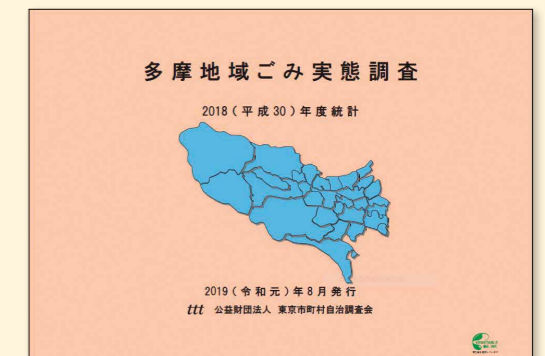 多摩地域ごみ実態調査
2018(平成30)年度統計
2019(令和元)年8月発行
ttt 公益財団法人 東京市町村自治調査会